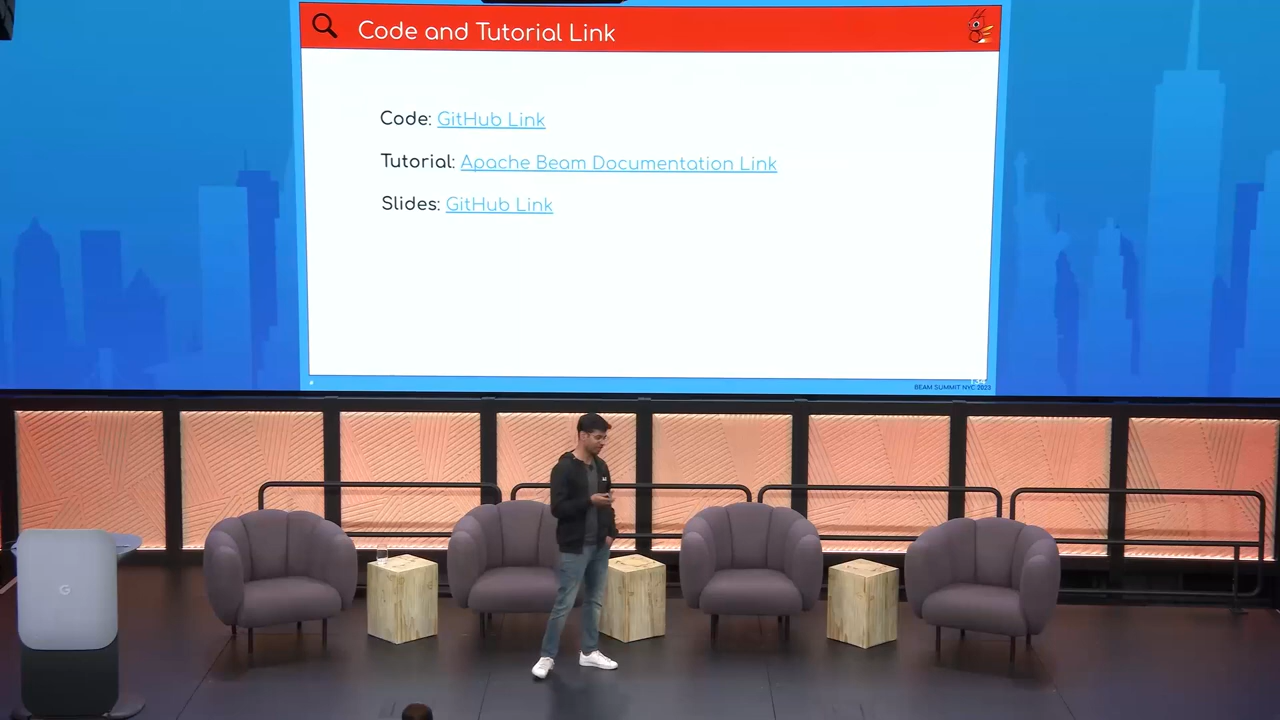 Code and Tutorial Link
Code: GitHub Link
Tutorial: Apache Beam Documentation Link
Slides: GitHub Link
BEAM SUMMIT NYC 2023
G